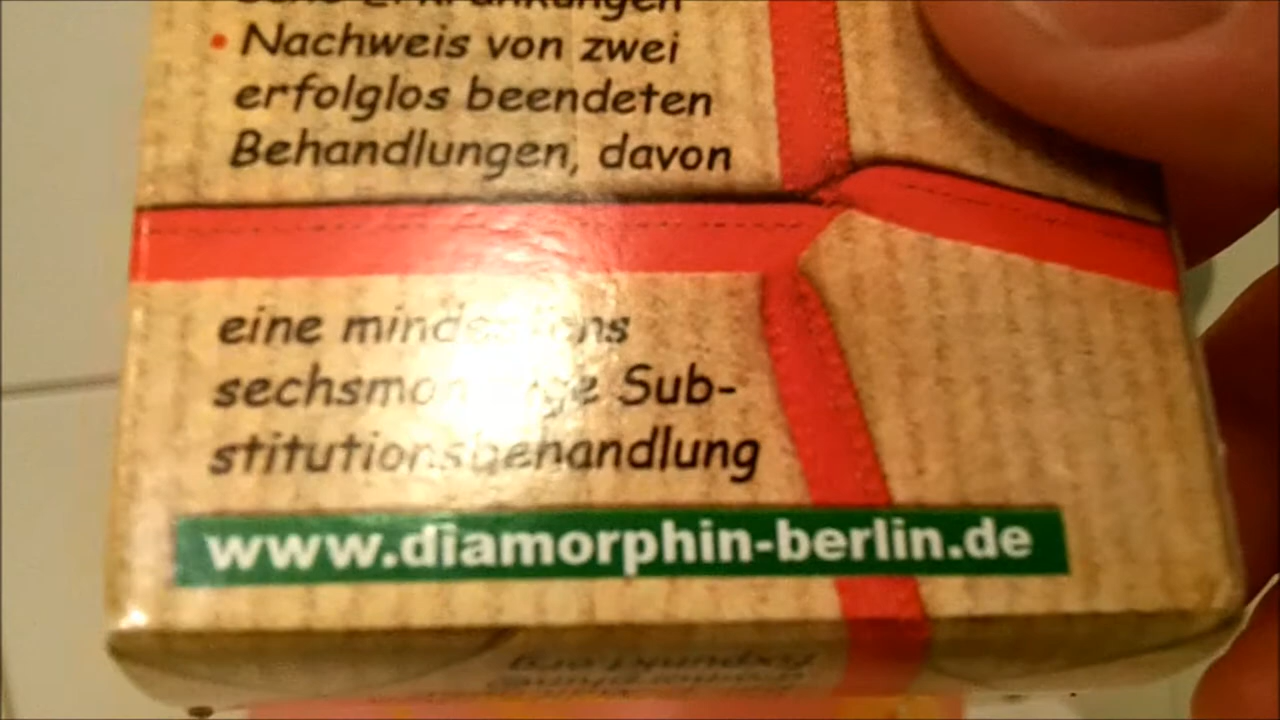 • Nachweis von zwei
erfolglos beendeten
Behandlungen, davon
eine
Sub-
stitutionsbehandlung
www.diamorphin-berlin.de